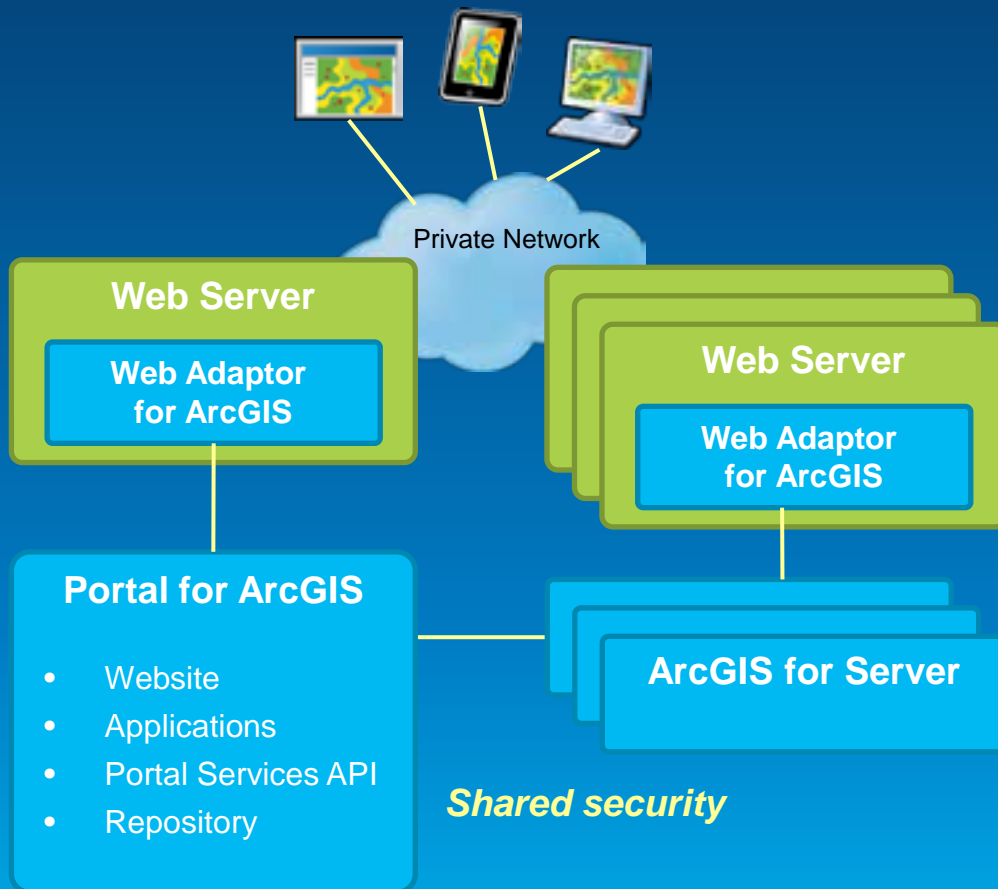 Private Network
Web Server
Web Adaptor
for ArcGIS
Web Server
Web Adaptor
for ArcGIS
Portal for ArcGIS
• Website
• Applications
• Portal Services API
• Repository
ArcGIS for Server
Shared security